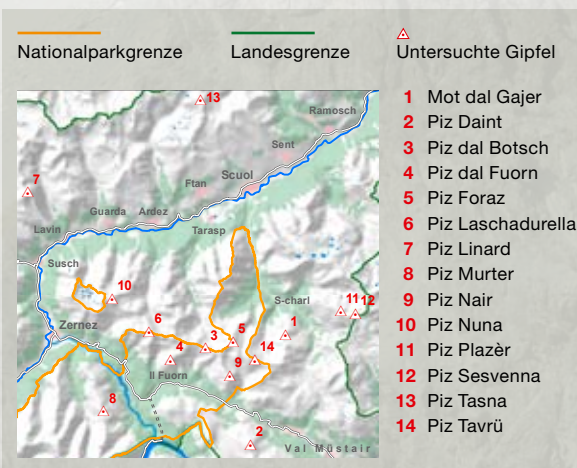 Nationalparkgrenze Landesgrenze Untersuchte Gipfel
1 Mot dal Gajer
2 Piz Daint
3 Piz dal Botsch
4 Piz dal Fuorn
5 Piz Foraz
6 Piz Laschadurella
7 Piz Linard
8 Piz Murter
9 Piz Nair
10 Piz Nuna
11 Piz Plazèr
12 Piz Sesvenna
13 Piz Tasna
14 Piz Tavrü
13
Ramosch
Sent
7
Scuol
Ftan
Guarda Ardez
Lavin
Tarasp
Susch
10
S-charl
11 12
Zernez
6
5
1
3
4
14
Il Fuorn
9
8
2
Val Müstair